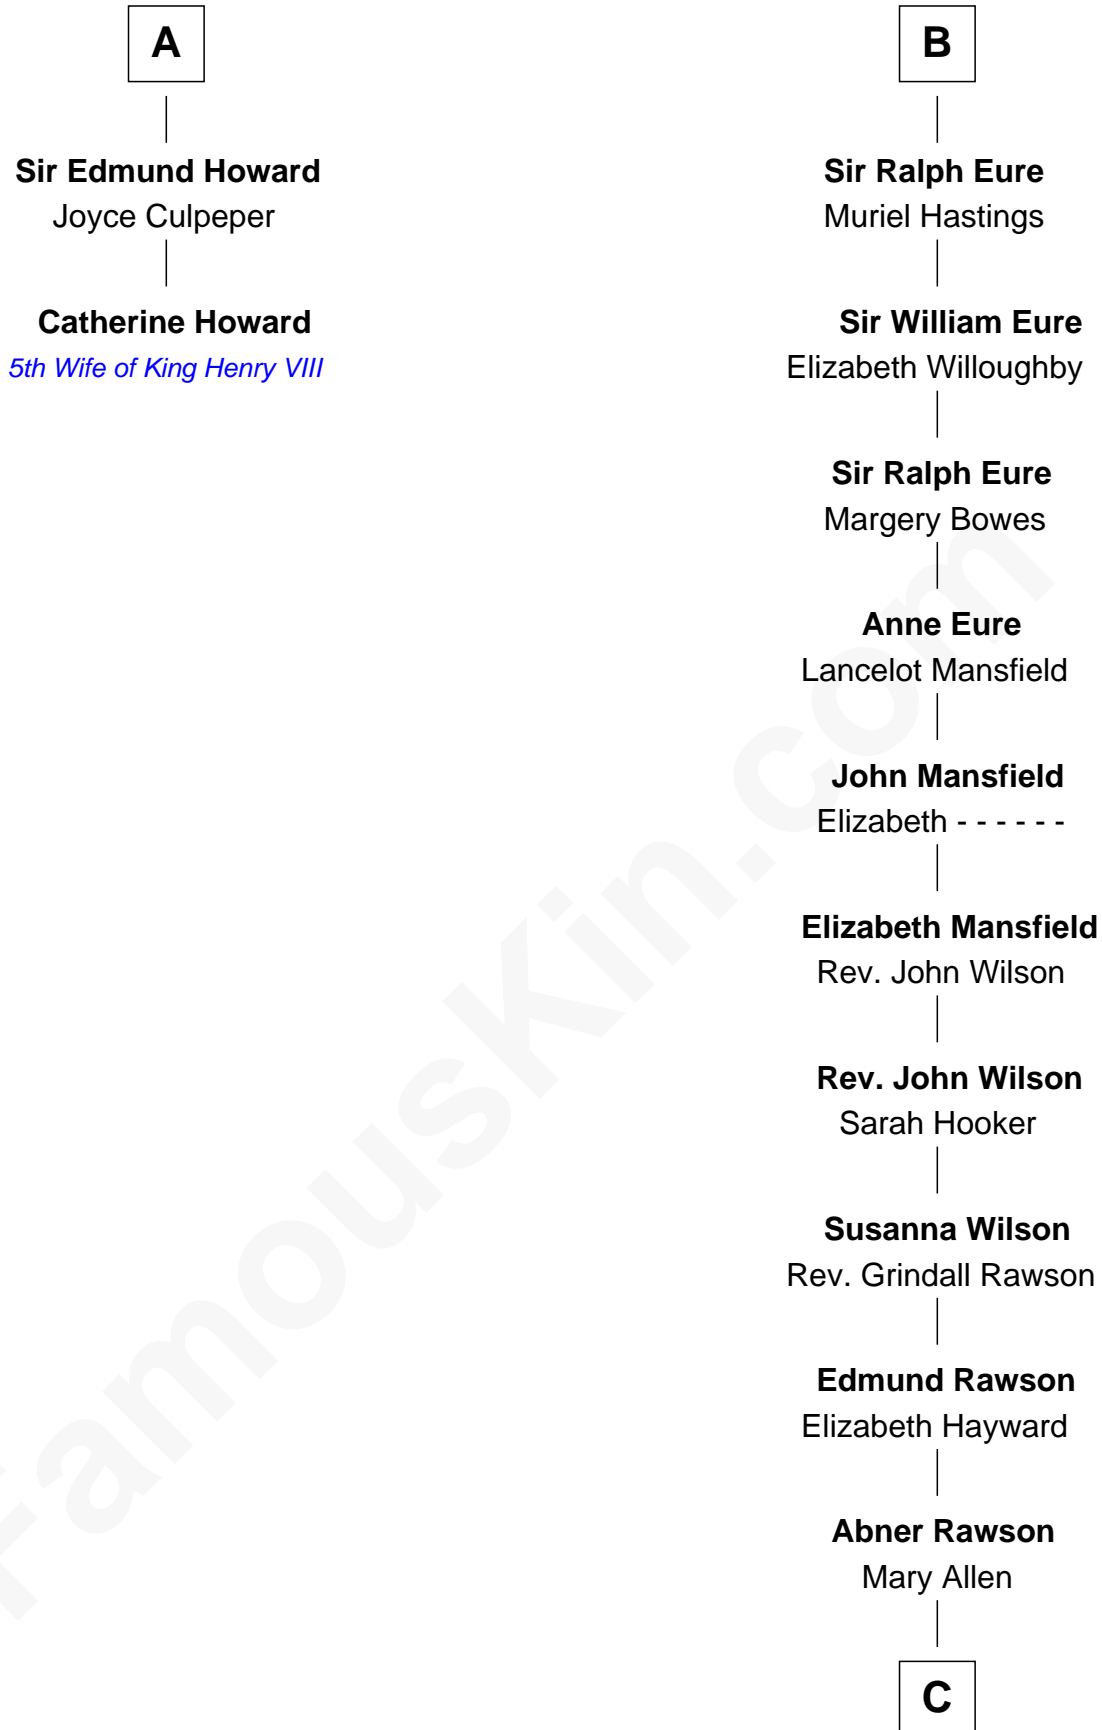 A
Sir Edmund Howard
Joyce Culpeper
Catherine Howard
5th Wife of King Henry VIII
B
Sir Ralph Eure
Muriel Hastings
Sir William Eure
Elizabeth Willoughby
Sir Ralph Eure
Margery Bowes
Anne Eure
Lancelot Mansfield
John Mansfield
Elizabeth - - - - - -
Elizabeth Mansfield
Rev. John Wilson
Rev. John Wilson
Sarah Hooker
Susanna Wilson
Rev. Grindall Rawson
Edmund Rawson
Elizabeth Hayward
Abner Rawson
Mary Allen
C
FamousKin.com